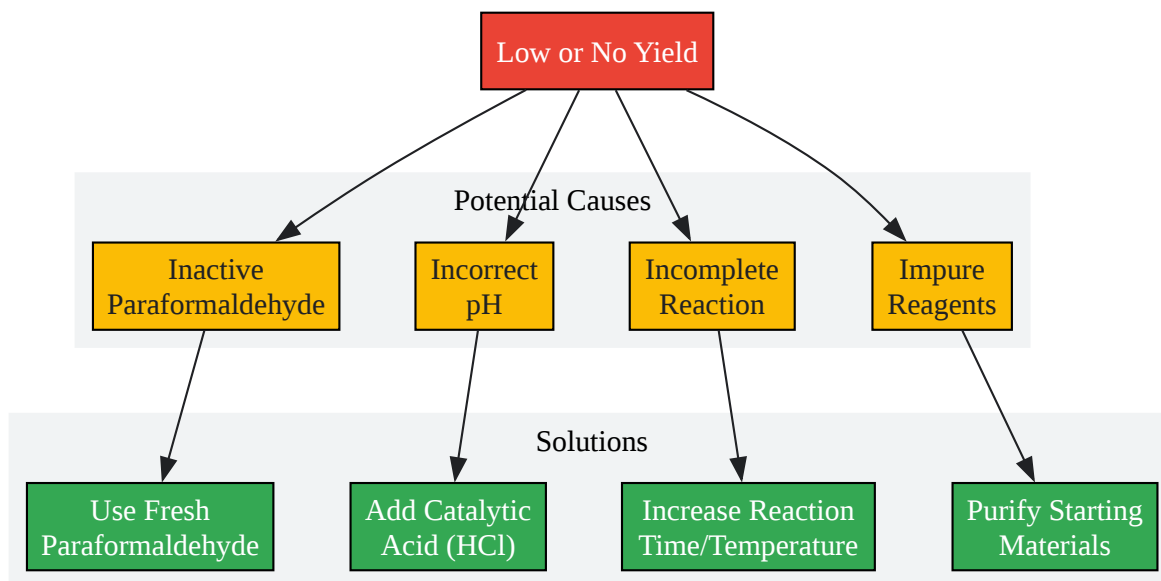 Low or No Yield
Potential Causes
Inactive
Paraformaldehyde
Incorrect
pH
Incomplete
Reaction
Impure
Reagents
Solutions
Use Fresh
Paraformaldehyde
Add Catalytic
Acid (HCl)
Increase Reaction
Time/Temperature
Purify Starting
Materials